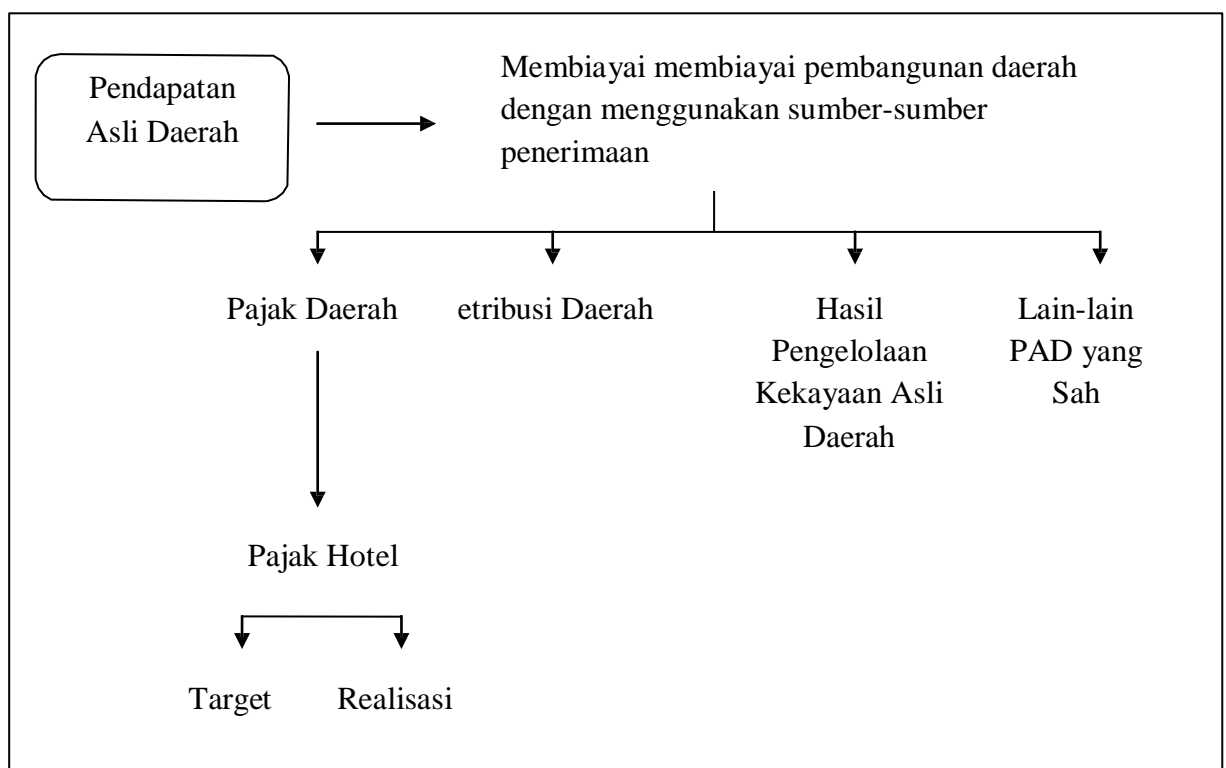 Pendapatan
Asli Daerah
Membiayai membiayai pembangunan daerah
dengan menggunakan sumber-sumber
penerimaan
Pajak Daerah
etribusi Daerah
Hasil
Pengelolaan
Kekayaan Asli
Daerah
Lain-lain
PAD yang
Sah
Pajak Hotel
Target
Realisasi